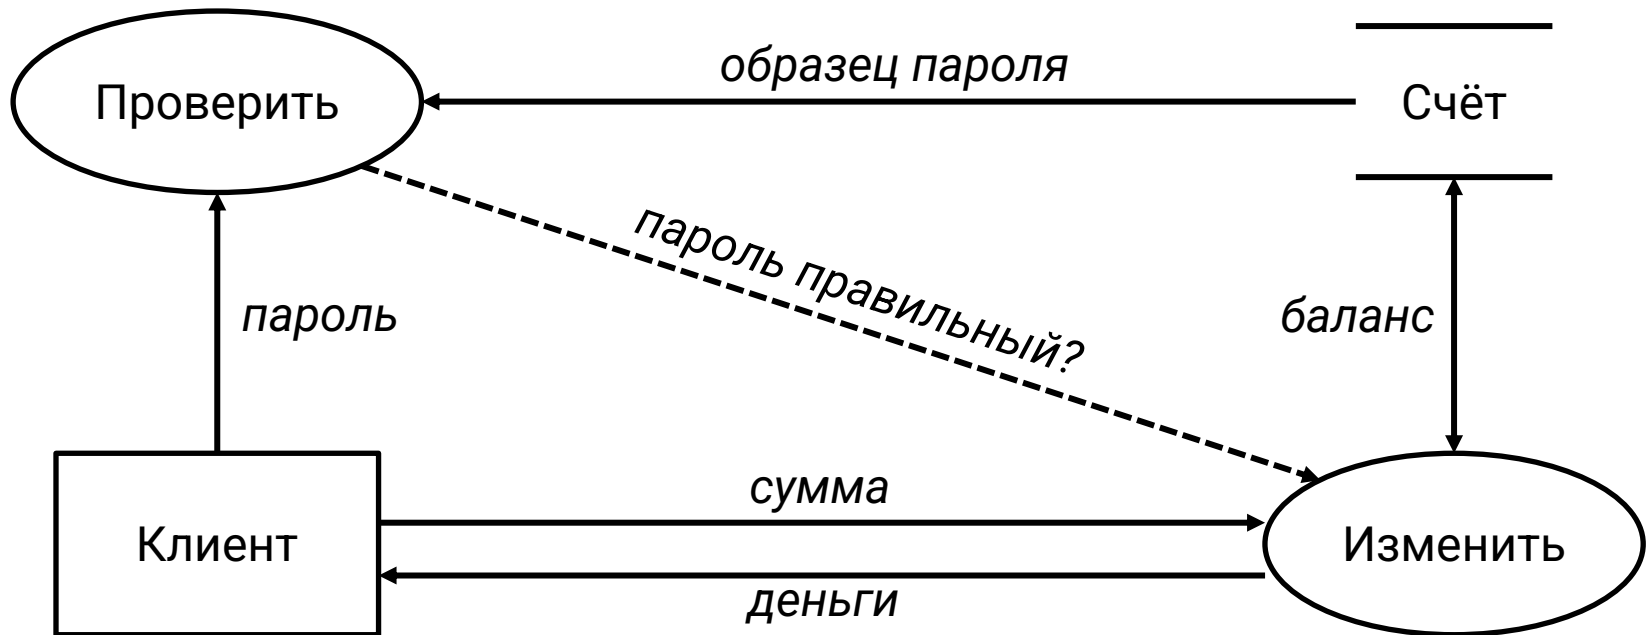 образец пароля
Проверить
Счёт
пароль правильный?
пароль
баланс
сумма
Клиент
Изменить
деньги